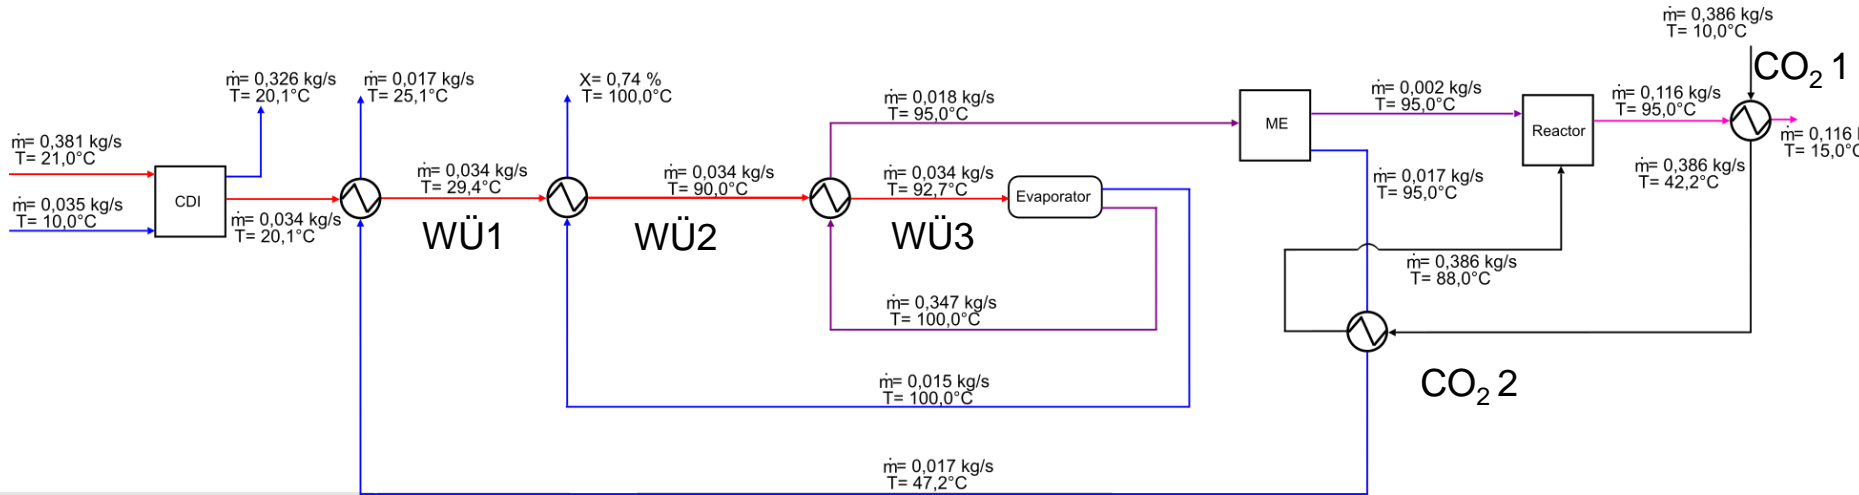 ṁ= 0,386 kg/s
T= 10,0°C
CO₂ 1
ṁ= 0,326 kg/s
T= 20,1°C
ṁ= 0,017 kg/s
T= 25,1°C
X= 0,74 %
T= 100,0°C
ṁ= 0,018 kg/s
T= 95,0°C
ṁ= 0,002 kg/s
T= 95,0°C
ṁ= 0,116 kg/s
T= 95,0°C
ṁ= 0,381 kg/s
T= 21,0°C
ME
Reactor
ṁ= 0,116
T= 15,0°C
ṁ= 0,034 kg/s
T= 29,4°C
ṁ= 0,034 kg/s
T= 90,0°C
ṁ= 0,034 kg/s
T= 92,7°C
ṁ= 0,017 kg/s
T= 95,0°C
ṁ= 0,386 kg/s
T= 42,2°C
CDI
Evaporator
ṁ= 0,035 kg/s
T= 10,0°C
ṁ= 0,034 kg/s
T= 20,1°C
WÜ1
WÜ2
WÜ3
ṁ= 0,386 kg/s
T= 88,0°C
ṁ= 0,347 kg/s
T= 100,0°C
ṁ= 0,015 kg/s
T= 100,0°C
CO₂ 2
ṁ= 0,017 kg/s
T= 47,2°C